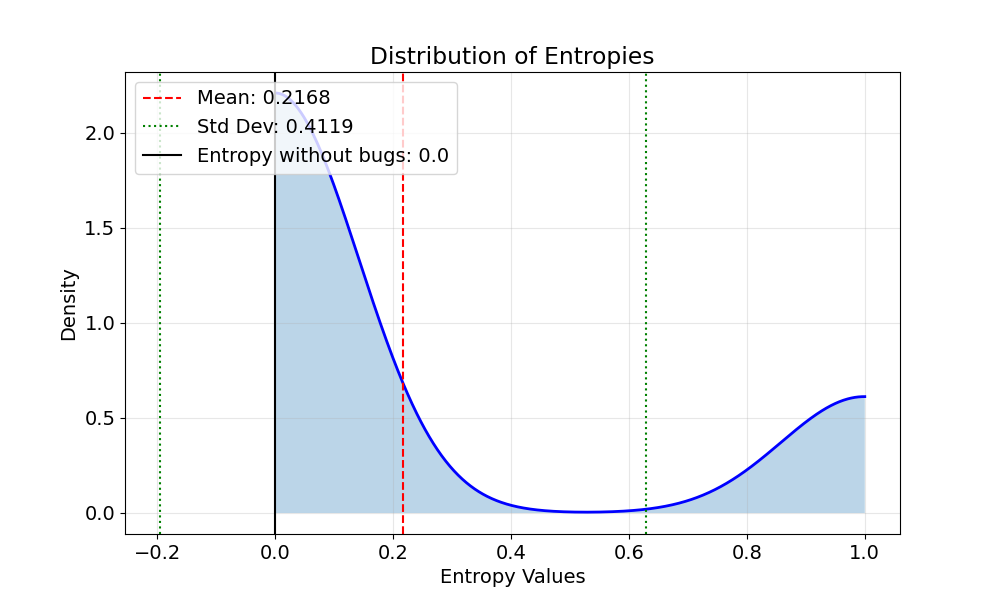 Distribution of Entropies
Mean: 0.2168
Std Dev: 0.4119
Entropy without bugs: 0.0
Density
2.0
1.5
1.0
0.5
0.0
−0.2 0.0 0.2 0.4 0.6 0.8 1.0
Entropy Values